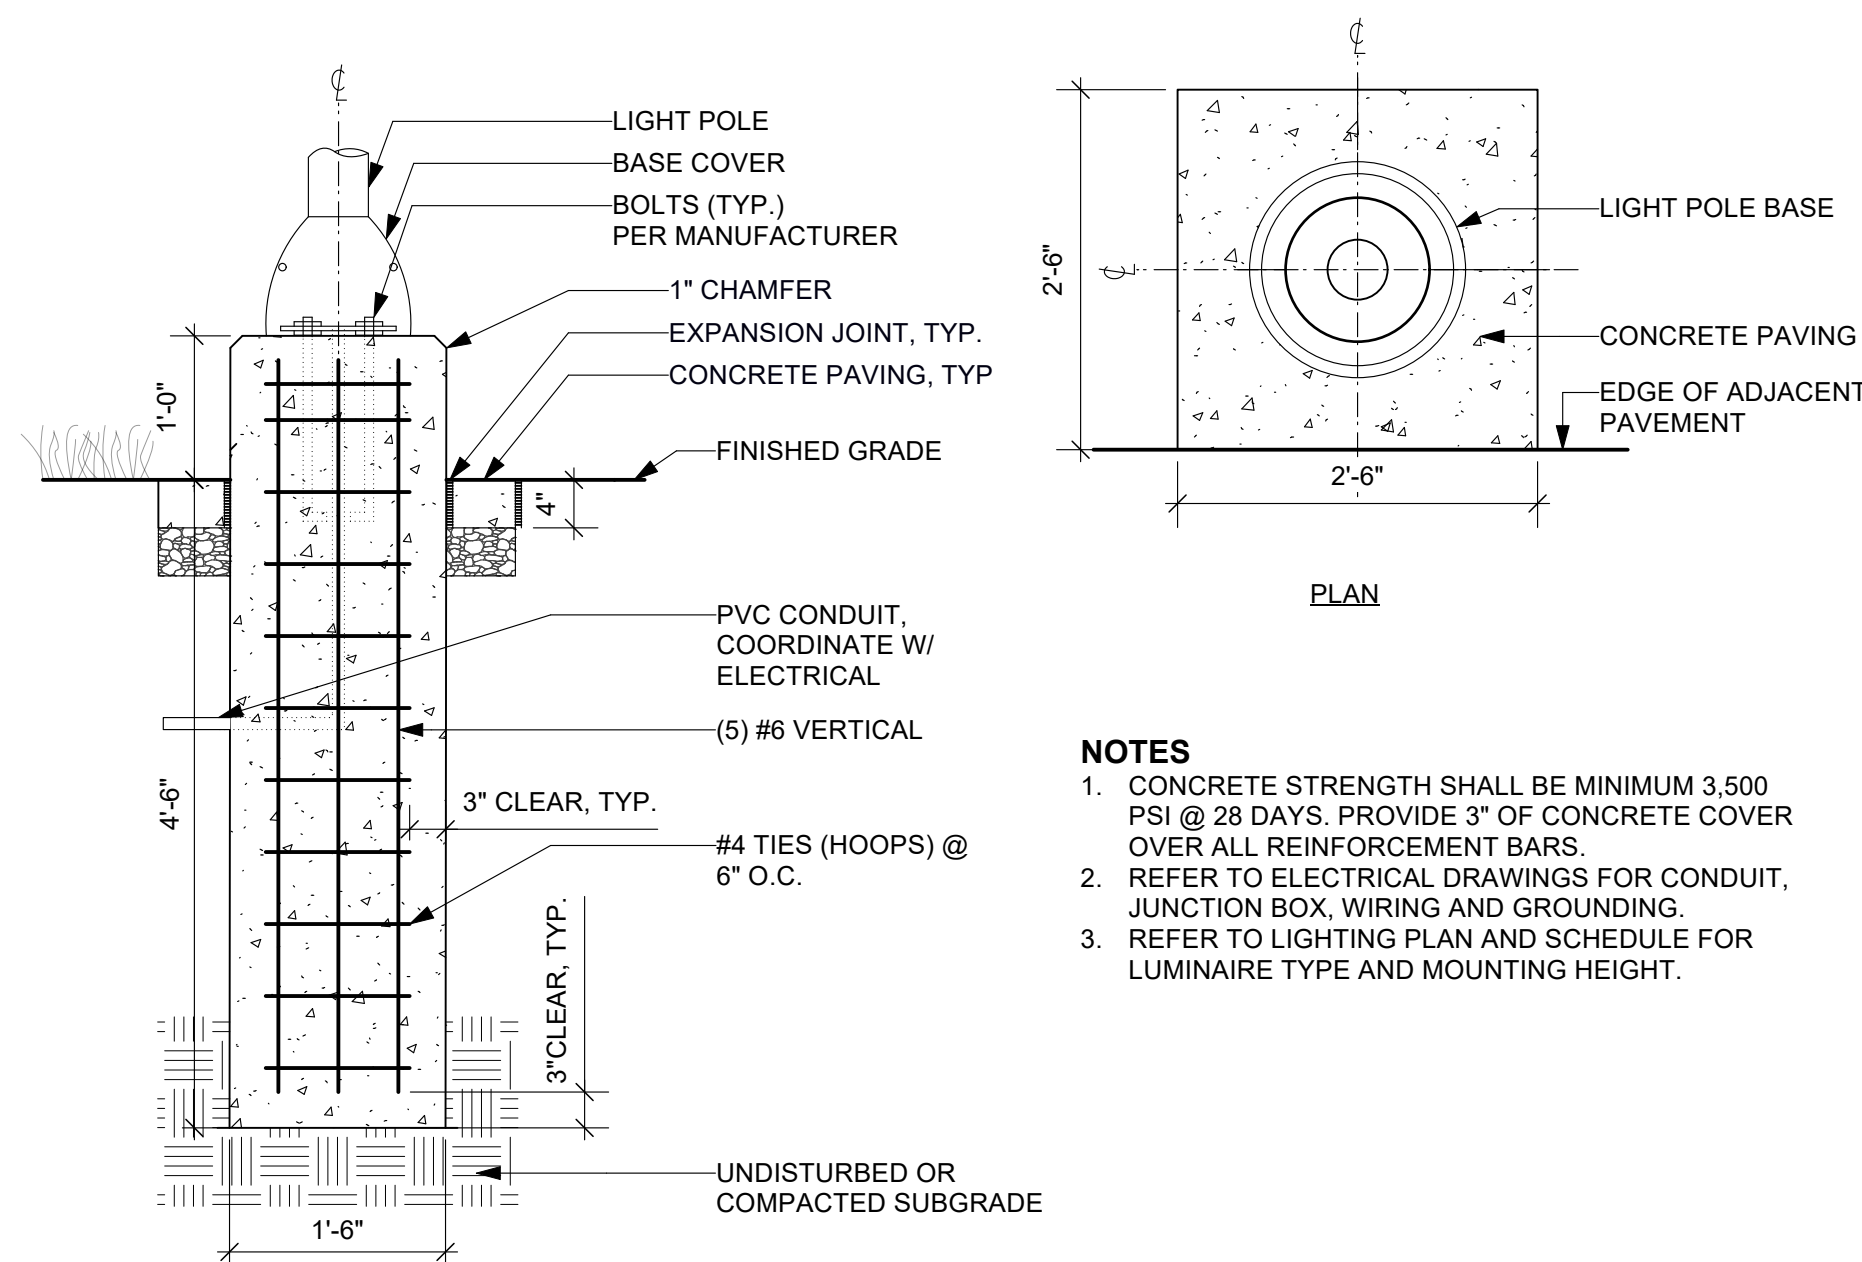 ℄
LIGHT POLE
BASE COVER
BOLTS (TYP.)
PER MANUFACTURER
1" CHAMFER
EXPANSION JOINT, TYP.
CONCRETE PAVING, TYP
FINISHED GRADE
1'-0"
4"
PVC CONDUIT,
COORDINATE W/
ELECTRICAL
(5) #6 VERTICAL
4'-6"
3" CLEAR, TYP.
#4 TIES (HOOPS) @
6" O.C.
3"CLEAR, TYP.
UNDISTURBED OR
COMPACTED SUBGRADE
1'-6"
℄
LIGHT POLE BASE
2'-6"
℄
CONCRETE PAVING
EDGE OF ADJACENT
PAVEMENT
2'-6"
PLAN
NOTES
1. CONCRETE STRENGTH SHALL BE MINIMUM 3,500
PSI @ 28 DAYS. PROVIDE 3" OF CONCRETE COVER
OVER ALL REINFORCEMENT BARS.
2. REFER TO ELECTRICAL DRAWINGS FOR CONDUIT,
JUNCTION BOX, WIRING AND GROUNDING.
3. REFER TO LIGHTING PLAN AND SCHEDULE FOR
LUMINAIRE TYPE AND MOUNTING HEIGHT.